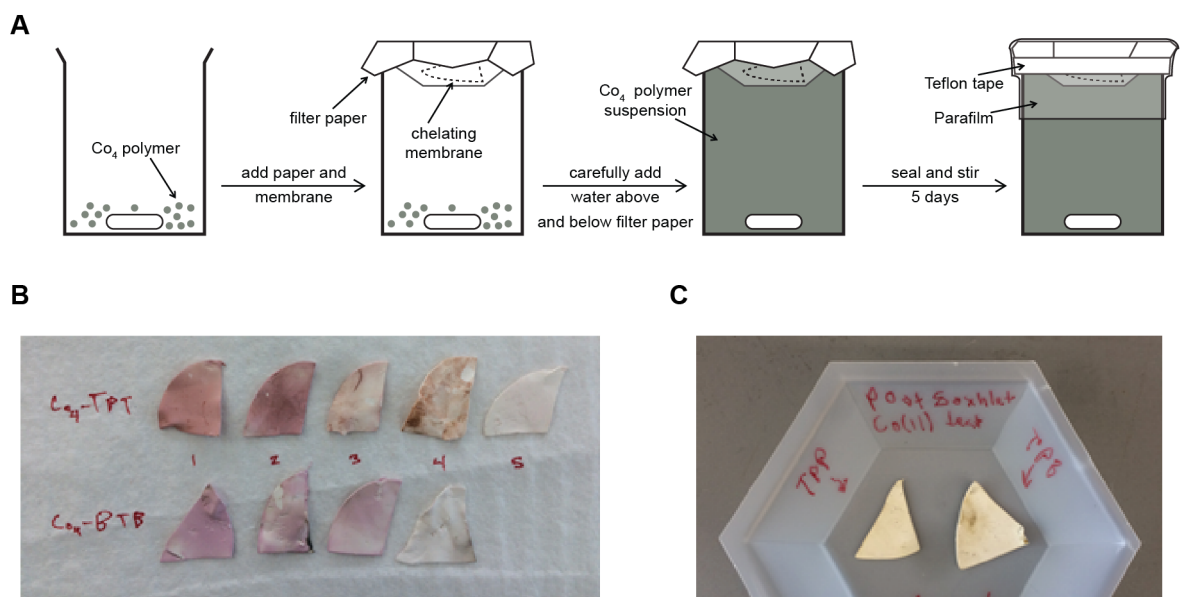 A
Co4 polymer
add paper and
membrane
filter paper
chelating
membrane
carefully add
water above
and below filter paper
Co4 polymer
suspension
seal and stir
5 days
Teflon tape
Parafilm
B
Co4-TPT
1 2 3 4 5
Co4-BTB
C
Post Soxhlet
Co(II) test
TPP